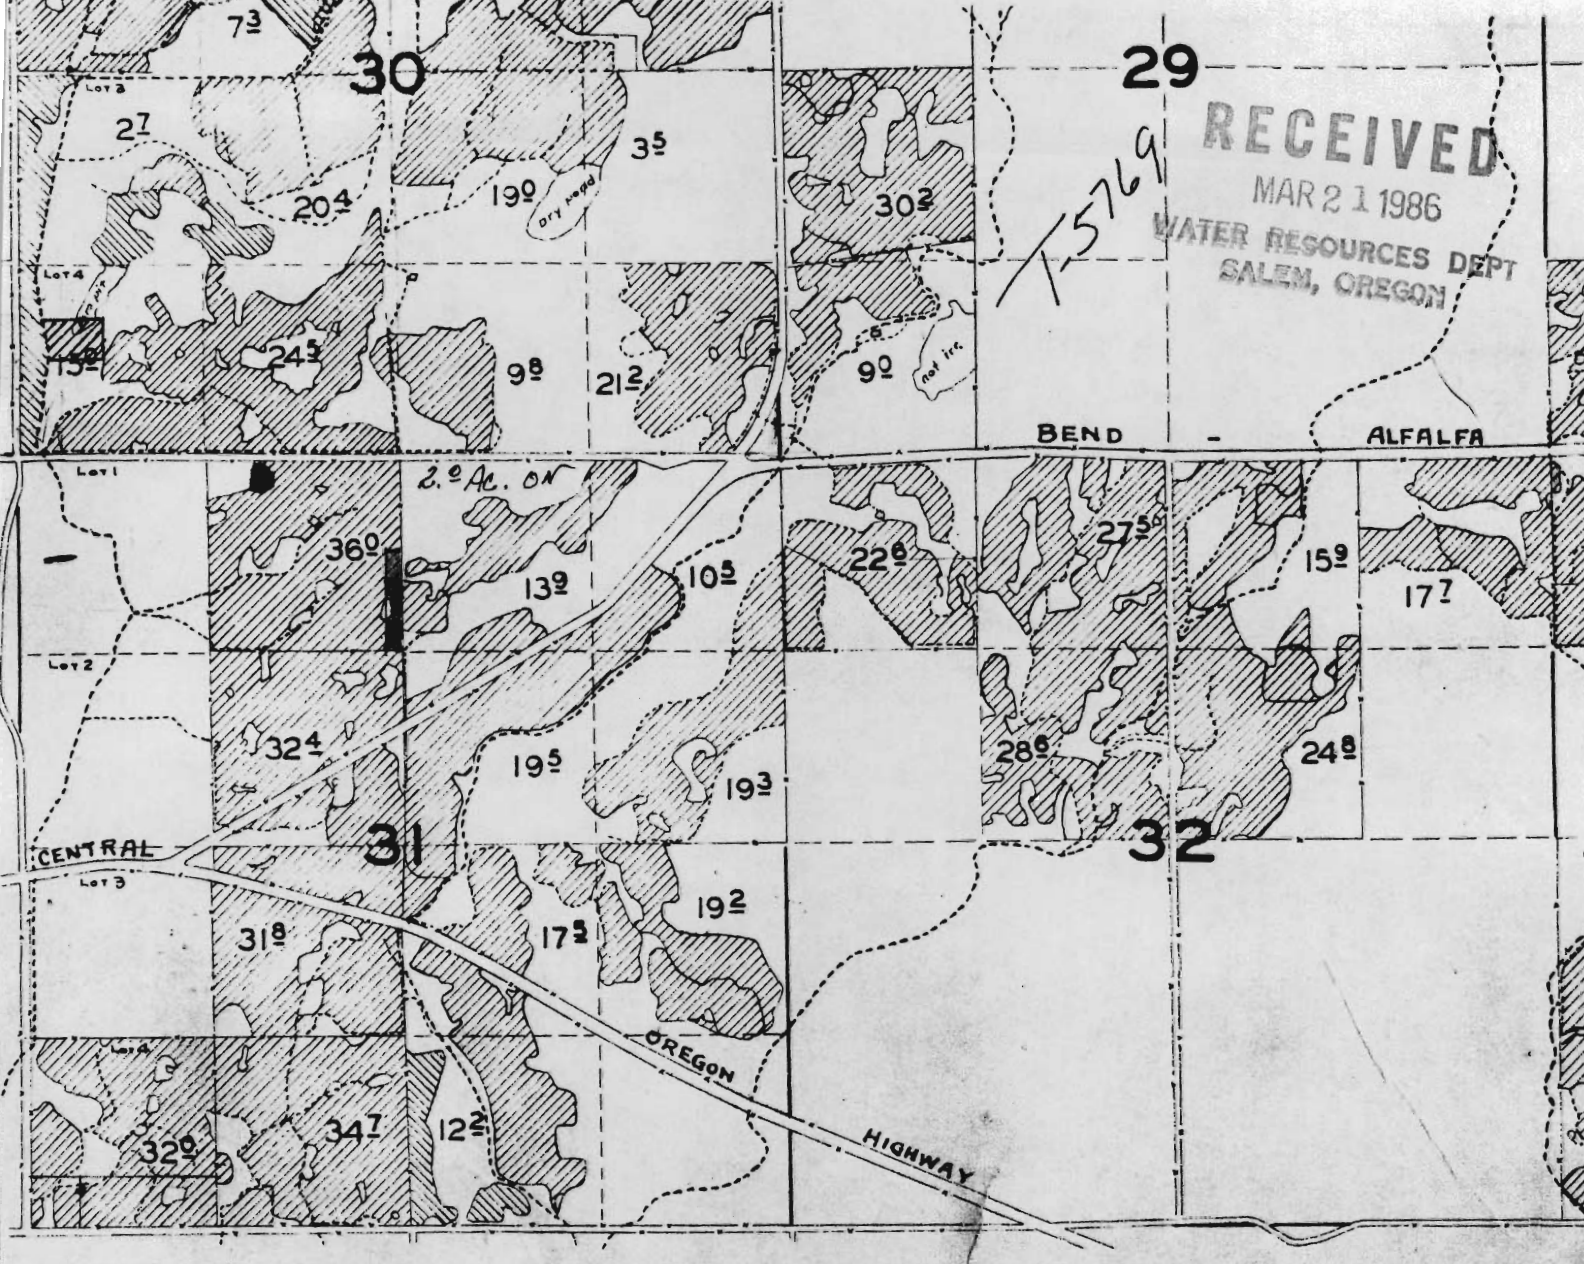 7 3
30
29
LOT 3
2 7
3 5
RECEIVED
MAR 21 1986
WATER RESOURCES DEPT
SALEM, OREGON
T-5769
20 4
19 0
Dry pond
30 2
LOT 4
15 0
24 5
9 8
21 2
9 0
not irr.
BEND - ALFALFA
LOT 1
2.0 Ac. ON
36 0
13 9
10 5
22 6
27 5
15 9
17 7
LOT 2
32 4
19 5
19 3
28 6
24 8
CENTRAL
31
32
LOT 3
31 8
17 5
19 2
OREGON
LOT 4
32 0
34 7
12 2
HIGHWAY